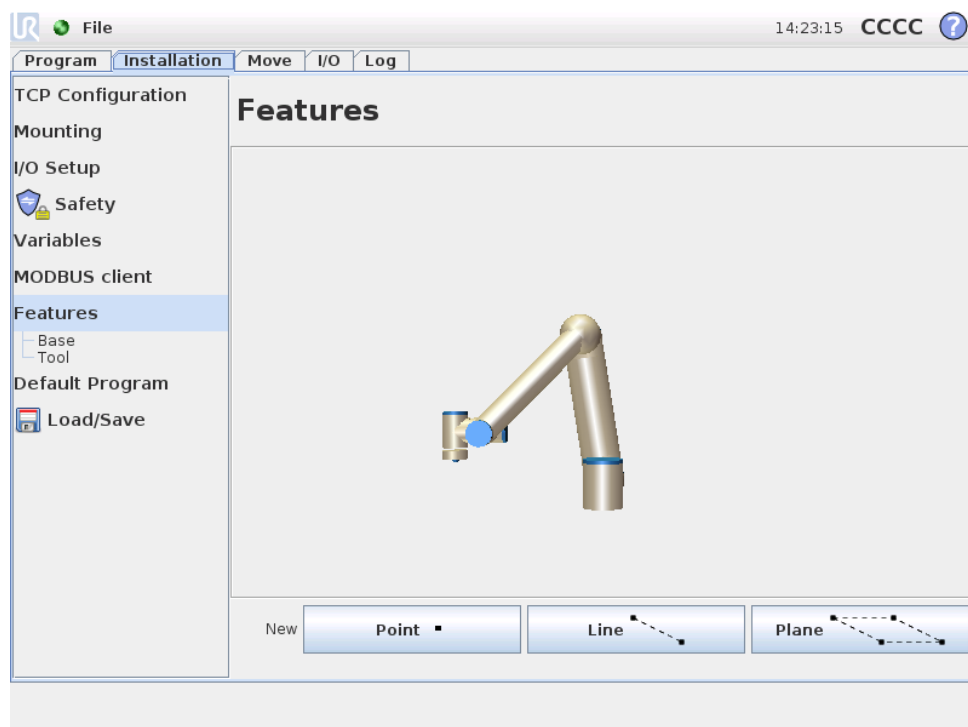 UR File 14:23:15 CCCC ?
Program Installation Move I/O Log
TCP Configuration
Features
Mounting
I/O Setup
Safety
Variables
MODBUS client
Features
Base
Tool
Default Program
Load/Save
New Point Line Plane